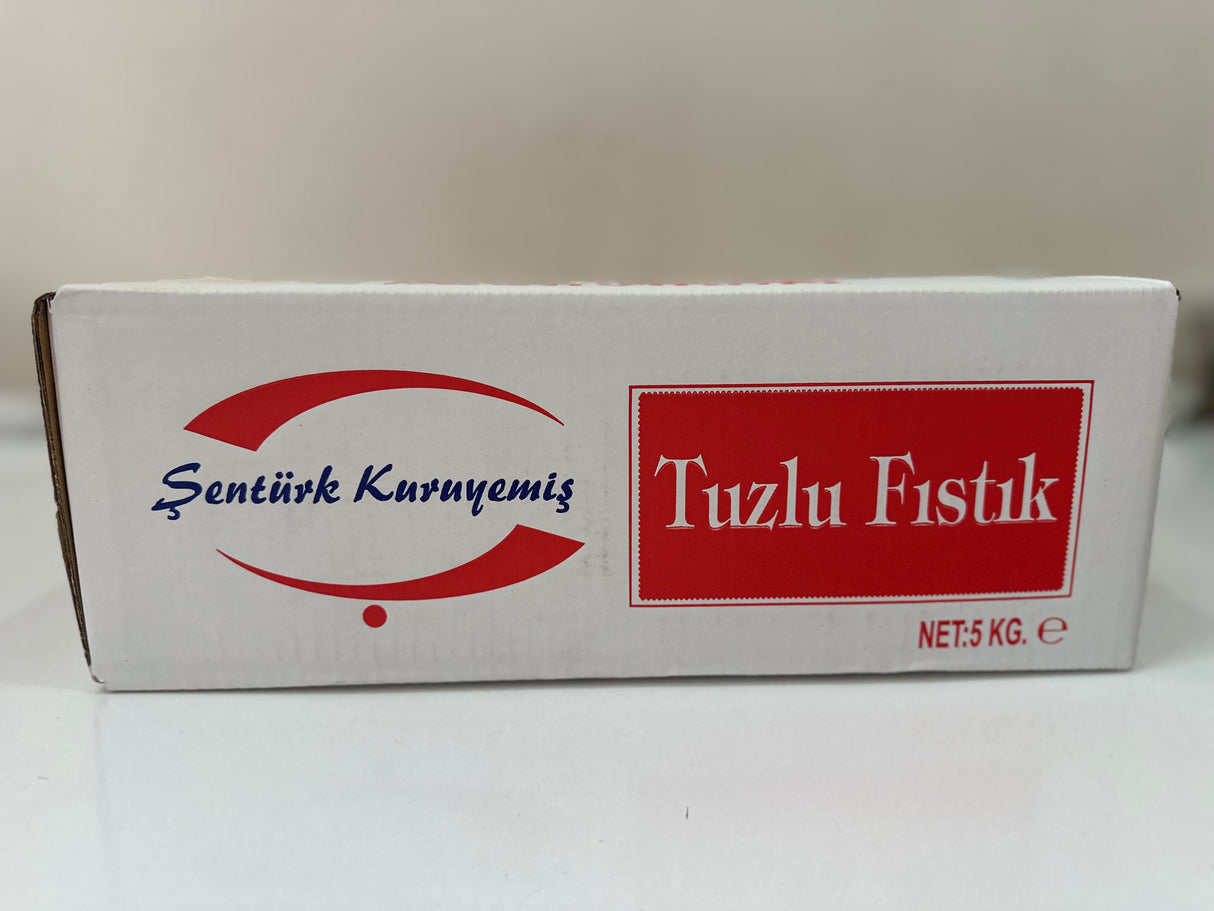 Şentürk Kuruyemiş
Tuzlu Fıstık
NET:5 KG. ℮